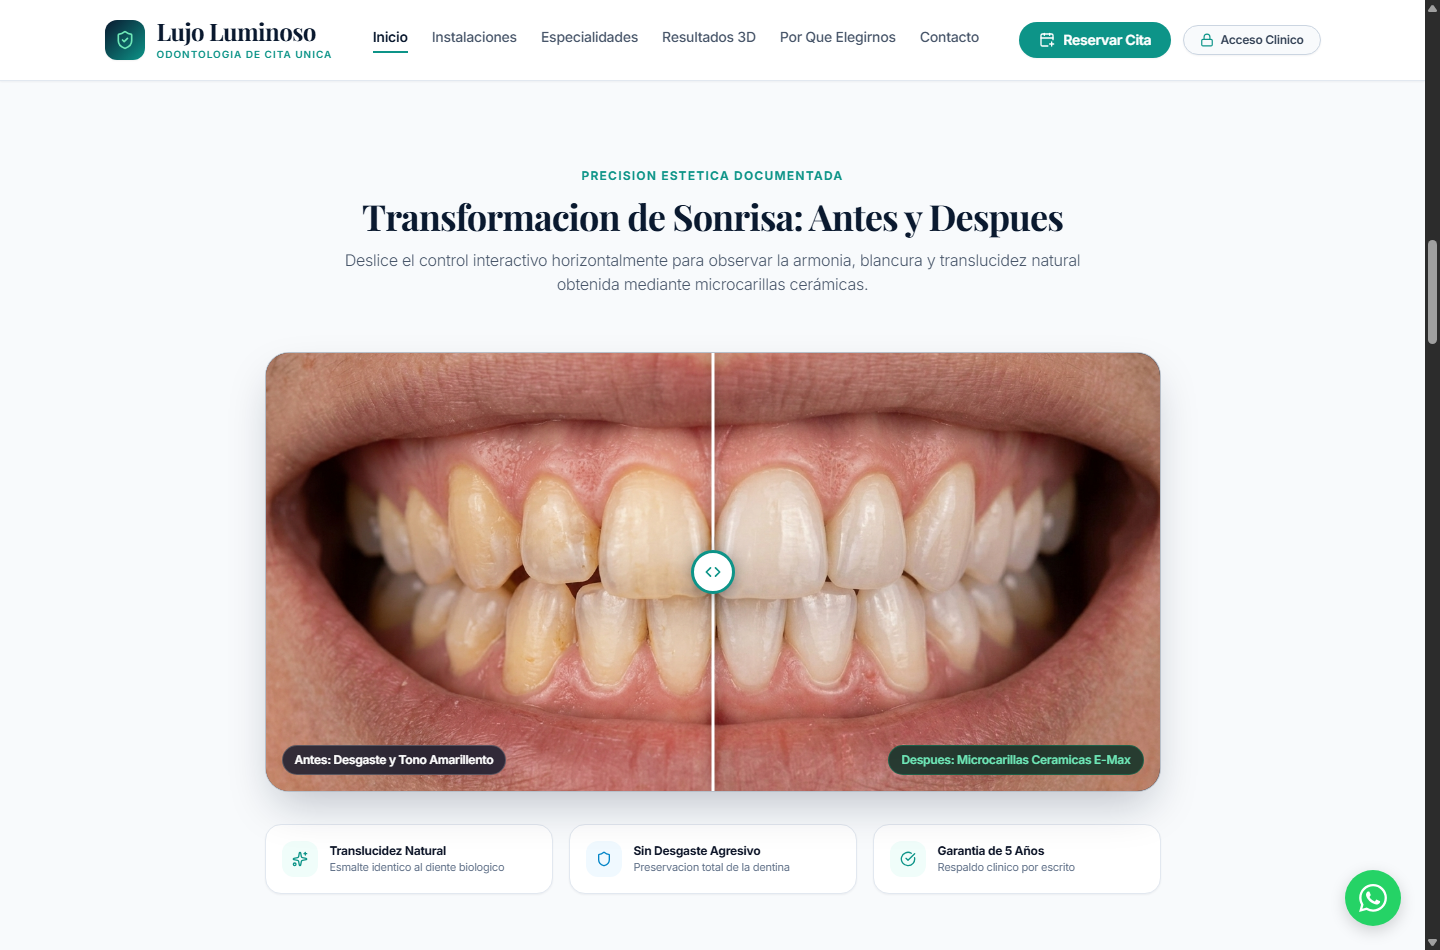 Lujo Luminoso
ODONTOLOGIA DE CITA UNICA
Inicio
Instalaciones
Especialidades
Resultados 3D
Por Que Elegirnos
Contacto
Reservar Cita
Acceso Clinico
PRECISION ESTETICA DOCUMENTADA
Transformacion de Sonrisa: Antes y Despues
Deslice el control interactivo horizontalmente para observar la armonia, blancura y translucidez natural
obtenida mediante microcarillas cerámicas.
Antes: Desgaste y Tono Amarillento
Despues: Microcarillas Ceramicas E-Max
Translucidez Natural
Esmalte identico al diente biologico
Sin Desgaste Agresivo
Preservacion total de la dentina
Garantia de 5 Años
Respaldo clinico por escrito